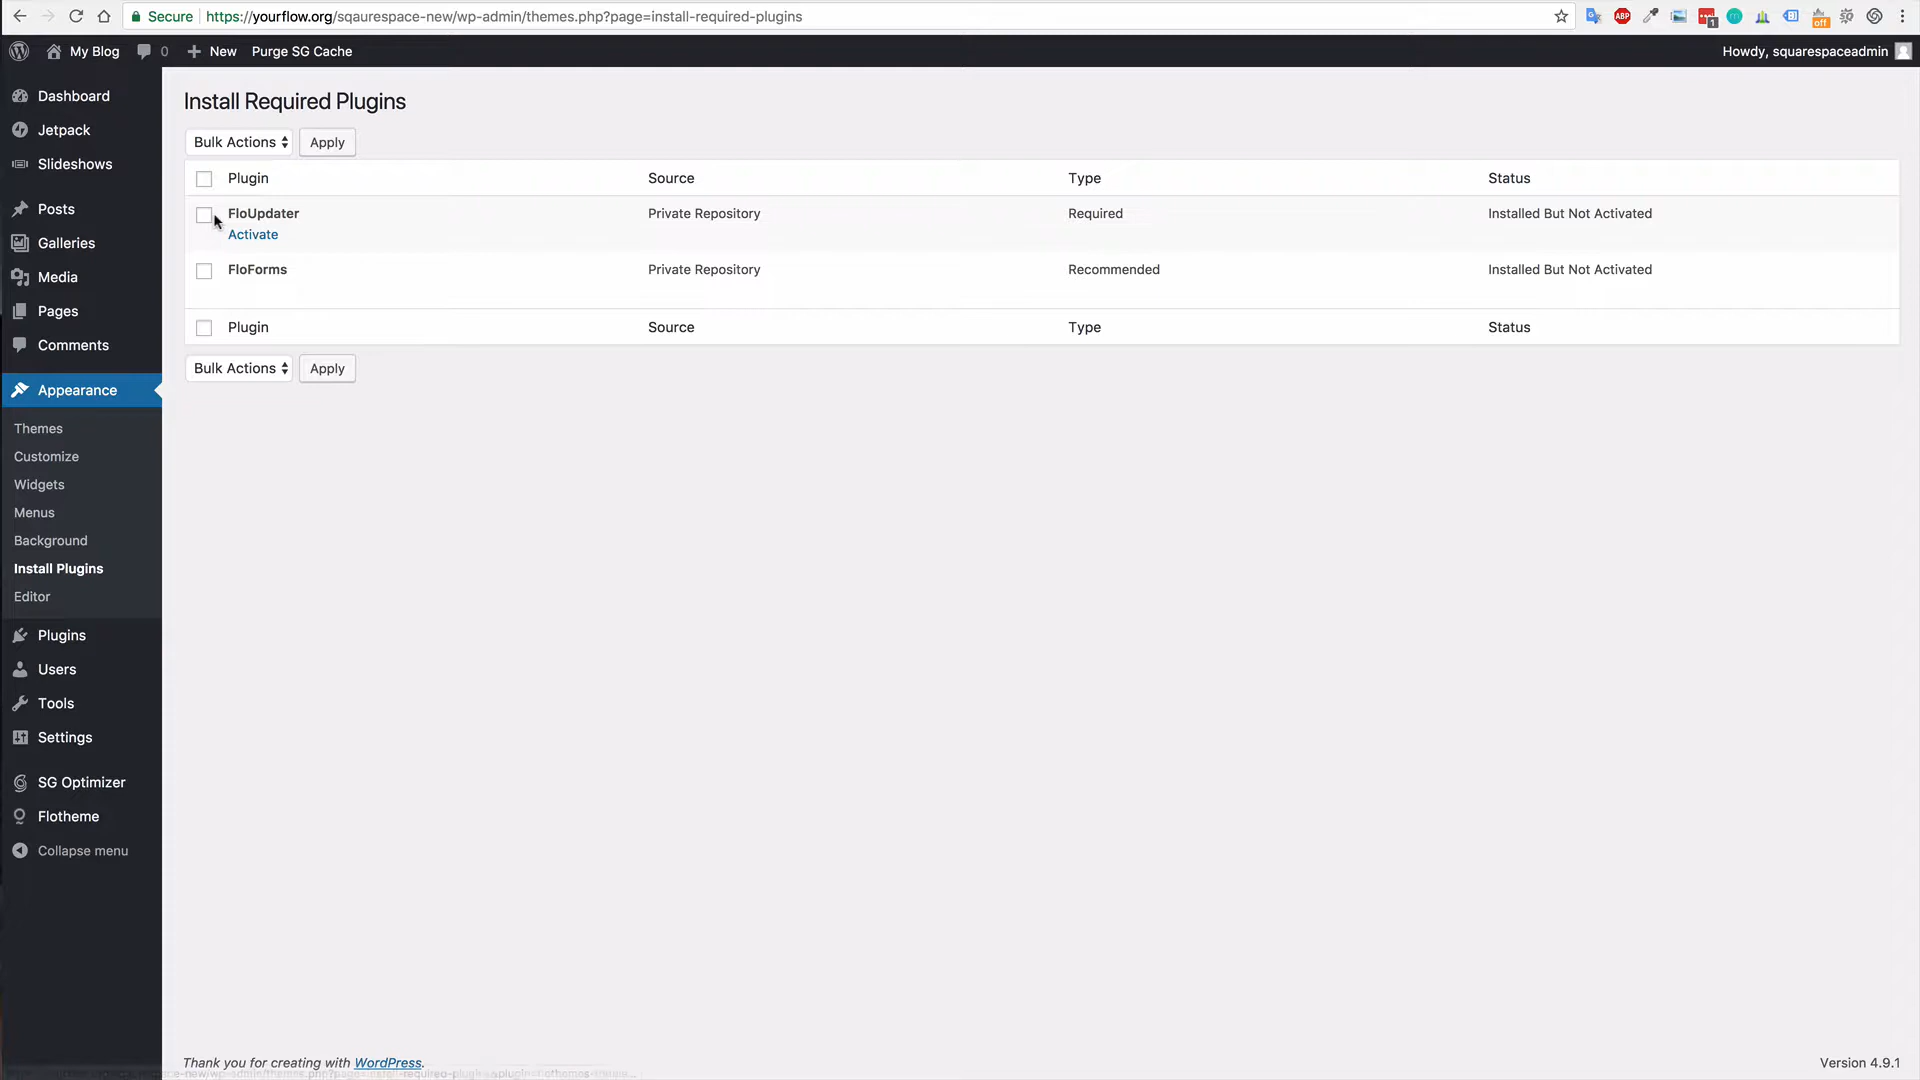 Secure https://yourflow.org/sqaurespace-new/wp-admin/themes.php?page=install-required-plugins
ABP
1
off
My Blog 0 New Purge SG Cache Howdy, squarespaceadmin
Dashboard
Jetpack
Slideshows
Posts
Galleries
Media
Pages
Comments
Appearance
Themes
Customize
Widgets
Menus
Background
Install Plugins
Editor
Plugins
Users
Tools
Settings
SG Optimizer
Flotheme
Collapse menu
Install Required Plugins
Bulk Actions Apply
Plugin Source Type Status
FloUpdater Private Repository Required Installed But Not Activated
Activate
FloForms Private Repository Recommended Installed But Not Activated
Plugin Source Type Status
Bulk Actions Apply
Thank you for creating with WordPress. Version 4.9.1